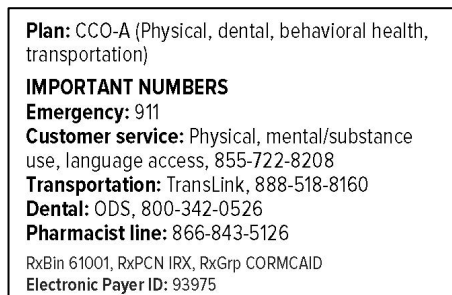 Plan: CCO-A (Physical, dental, behavioral health,
transportation)
IMPORTANT NUMBERS
Emergency: 911
Customer service: Physical, mental/substance
use, language access, 855-722-8208
Transportation: TransLink, 888-518-8160
Dental: ODS, 800-342-0526
Pharmacist line: 866-843-5126
RxBin 61001, RxPCN IRX, RxGrp CORMCAID
Electronic Payer ID: 93975